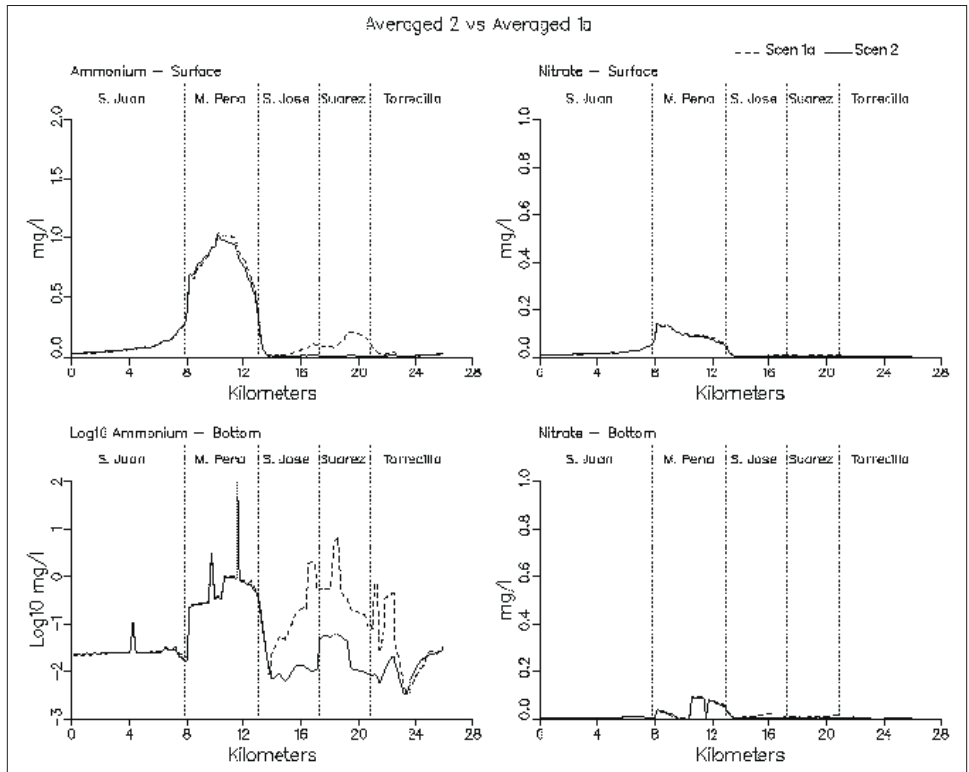 Averaged 2 vs Averaged 1a
Scen 1a Scen 2
Ammonium – Surface
S. Juan M. Pena S. Jose Suarez Torrecilla
2.0
1.5
1.0
0.5
0.0
mg/l
0 4 8 12 16 20 24 28
Kilometers
Nitrate – Surface
S. Juan M. Pena S. Jose Suarez Torrecilla
1.0
0.8
0.6
0.4
0.2
0.0
mg/l
0 4 8 12 16 20 24 28
Kilometers
Log10 Ammonium – Bottom
S. Juan M. Pena S. Jose Suarez Torrecilla
2
1
0
-1
-2
-3
Log10 mg/l
0 4 8 12 16 20 24 28
Kilometers
Nitrate – Bottom
S. Juan M. Pena S. Jose Suarez Torrecilla
1.0
0.8
0.6
0.4
0.2
0.0
mg/l
0 4 8 12 16 20 24 28
Kilometers